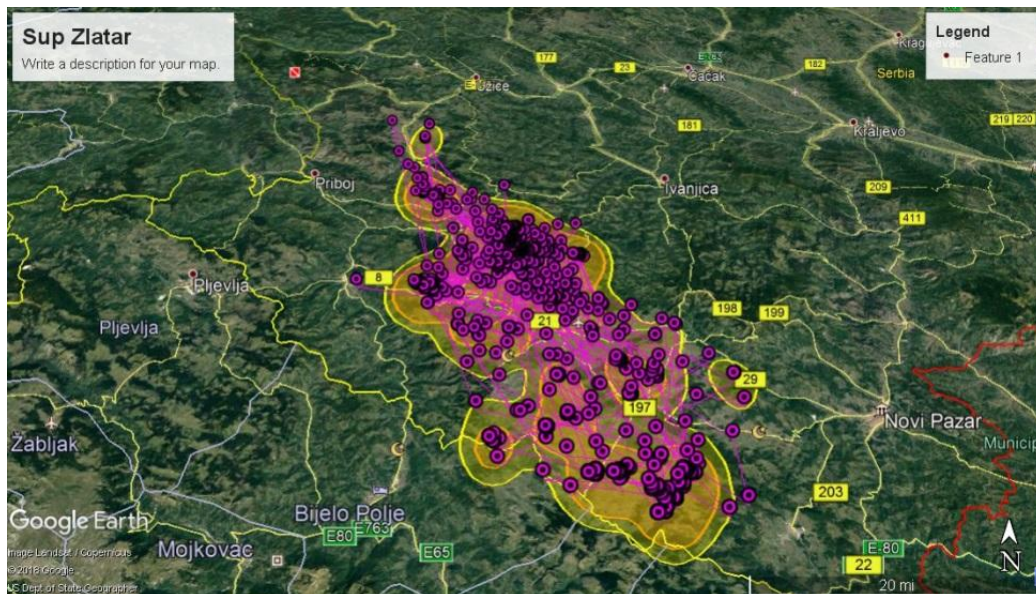 Sup Zlatar
Write a description for your map.
Legend
Feature 1
177
23
182
Čačak
Serbia
Užice
181
Kraljevo
219
220
Priboj
Ivanjica
209
411
8
Pljevlja
198
199
21
Pljevlja
29
197
Novi Pazar
Žabljak
Municip
203
Google Earth
Bijelo Polje
E763
E80
Mojkovac
E65
E-80
22
N
Image Landsat / Copernicus
© 2018 Google
US Dept of State Geographer
20 mi